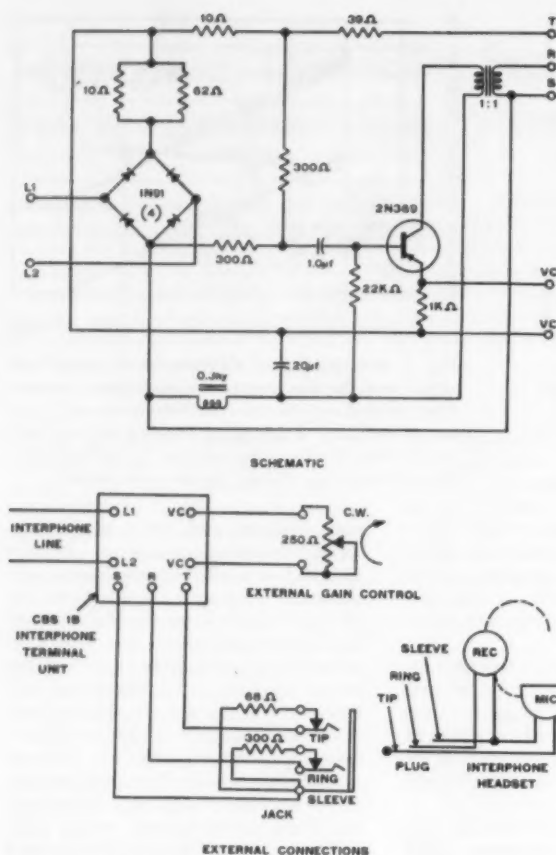 10Ω
39Ω
T
R
S
10Ω
62Ω
1:1
L1
1N91
(4)
300Ω
2N369
L2
300Ω
1.0µf
22KΩ
1KΩ
VC
VC
20µf
SCHEMATIC
INTERPHONE
LINE
L1
VC
L2
VC
S
R
T
C.W.
250Ω
EXTERNAL GAIN CONTROL
CBS 1B
INTERPHONE
TERMINAL
UNIT
68Ω
TIP
300Ω
RING
SLEEVE
JACK
SLEEVE
RING
TIP
REC
MIC
PLUG
INTERPHONE
HEADSET
EXTERNAL CONNECTIONS